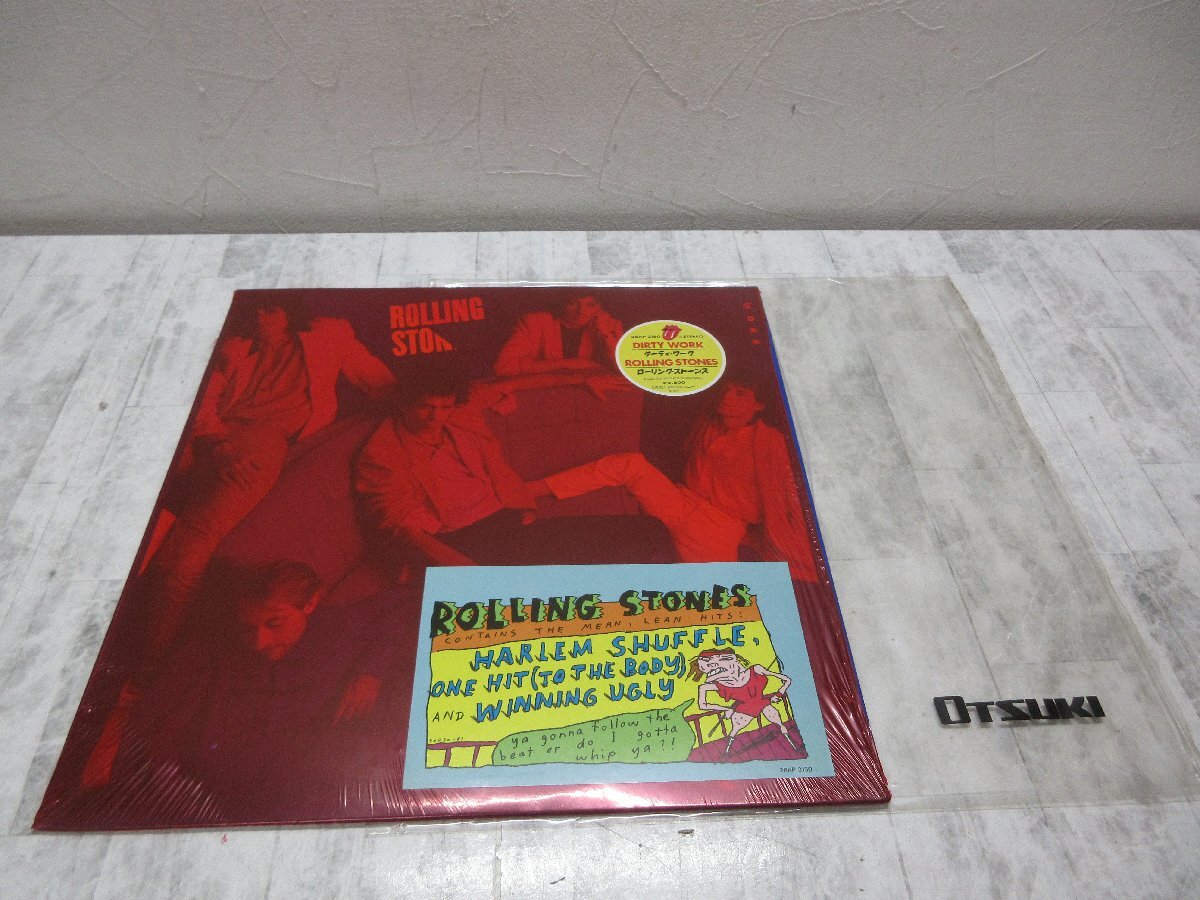 ROLLING
STON
DIRTY WORK
ダーティ・ワーク
ROLLING STONES
ローリング・ストーンズ
ROLLING STONES
CONTAINS THE MEAN, LEAN HITS:
HARLEM SHUFFLE,
ONE HIT (TO THE BODY)
AND WINNING UGLY
ya gonna follow the
beat or do I gotta
whip ya?!
28AP 3150
OTSUKI